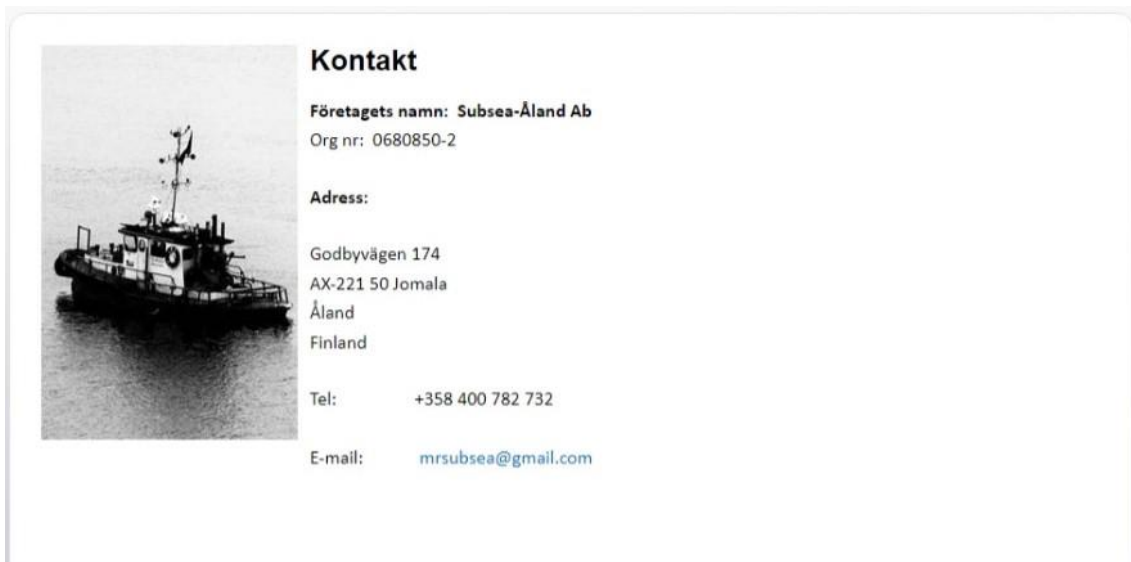 Kontakt
Företagets namn: Subsea-Åland Ab
Org nr: 0680850-2
Adress:
Godbyvägen 174
AX-221 50 Jomala
Åland
Finland
Tel: +358 400 782 732
E-mail: mrsubsea@gmail.com